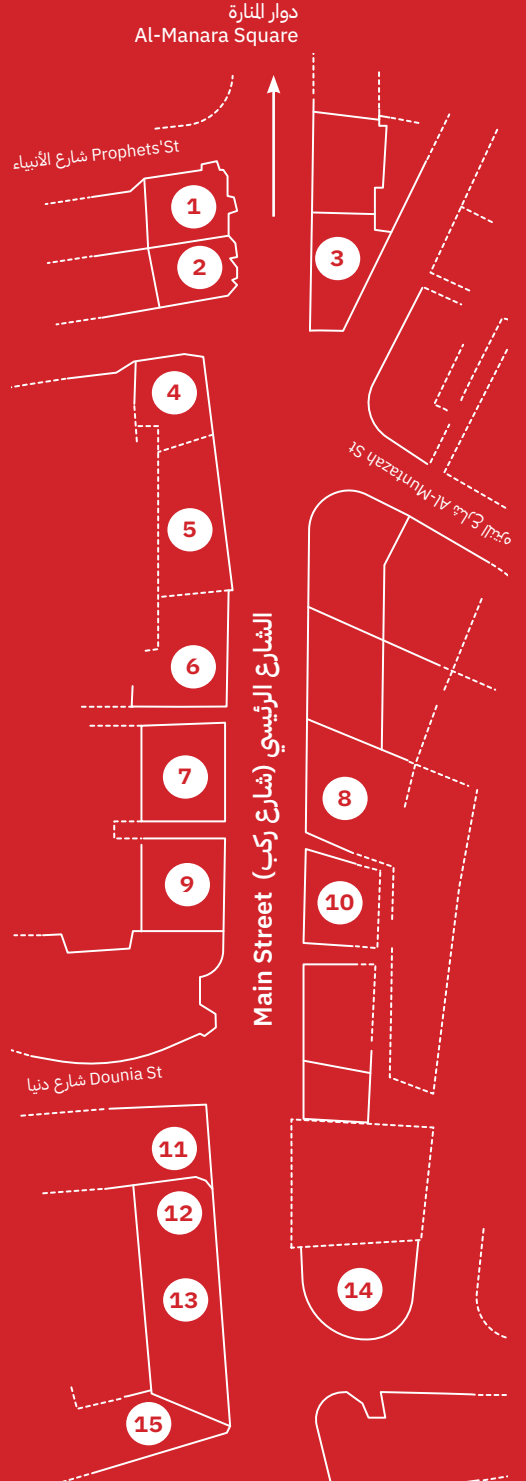 دوار المنارة
Al-Manara Square
شارع الأنبياء Prophets'St
1
2
3
4
شارع المنتزه Al-Muntazah St
5
الشارع الرئيسي (شارع ركب) Main Street
6
7
8
9
10
شارع دنيا Dounia St
11
12
13
14
15